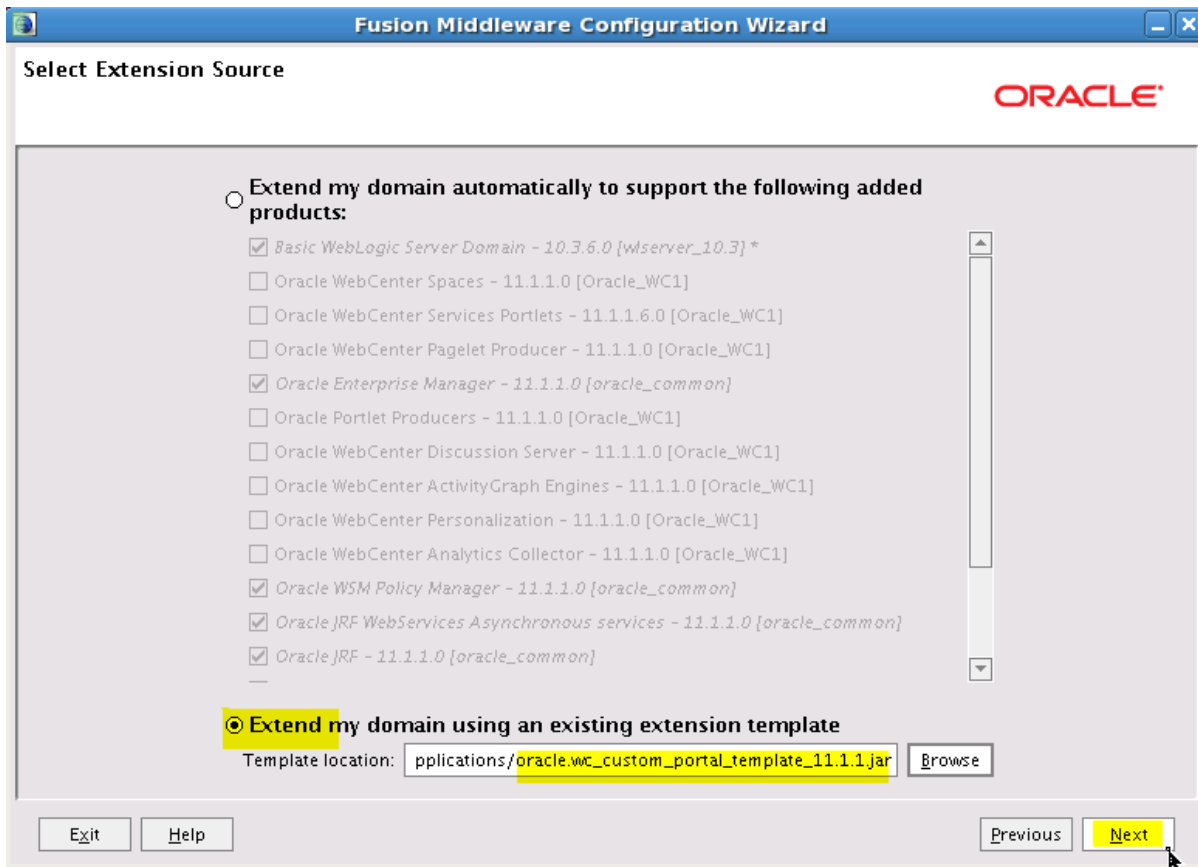 Fusion Middleware Configuration Wizard
Select Extension Source
ORACLE
Extend my domain automatically to support the following added
products:
Basic WebLogic Server Domain - 10.3.6.0 [wlserver_10.3] *
Oracle WebCenter Spaces - 11.1.1.0 [Oracle_WC1]
Oracle WebCenter Services Portlets - 11.1.1.6.0 [Oracle_WC1]
Oracle WebCenter Pagelet Producer - 11.1.1.0 [Oracle_WC1]
Oracle Enterprise Manager - 11.1.1.0 [oracle_common]
Oracle Portlet Producers - 11.1.1.0 [Oracle_WC1]
Oracle WebCenter Discussion Server - 11.1.1.0 [Oracle_WC1]
Oracle WebCenter ActivityGraph Engines - 11.1.1.0 [Oracle_WC1]
Oracle WebCenter Personalization - 11.1.1.0 [Oracle_WC1]
Oracle WebCenter Analytics Collector - 11.1.1.0 [Oracle_WC1]
Oracle WSM Policy Manager - 11.1.1.0 [oracle_common]
Oracle JRF WebServices Asynchronous services - 11.1.1.0 [oracle_common]
Oracle JRF - 11.1.1.0 [oracle_common]
Extend my domain using an existing extension template
Template location: pplications/oracle.wc_custom_portal_template_11.1.1.jar Browse
Exit Help Previous Next